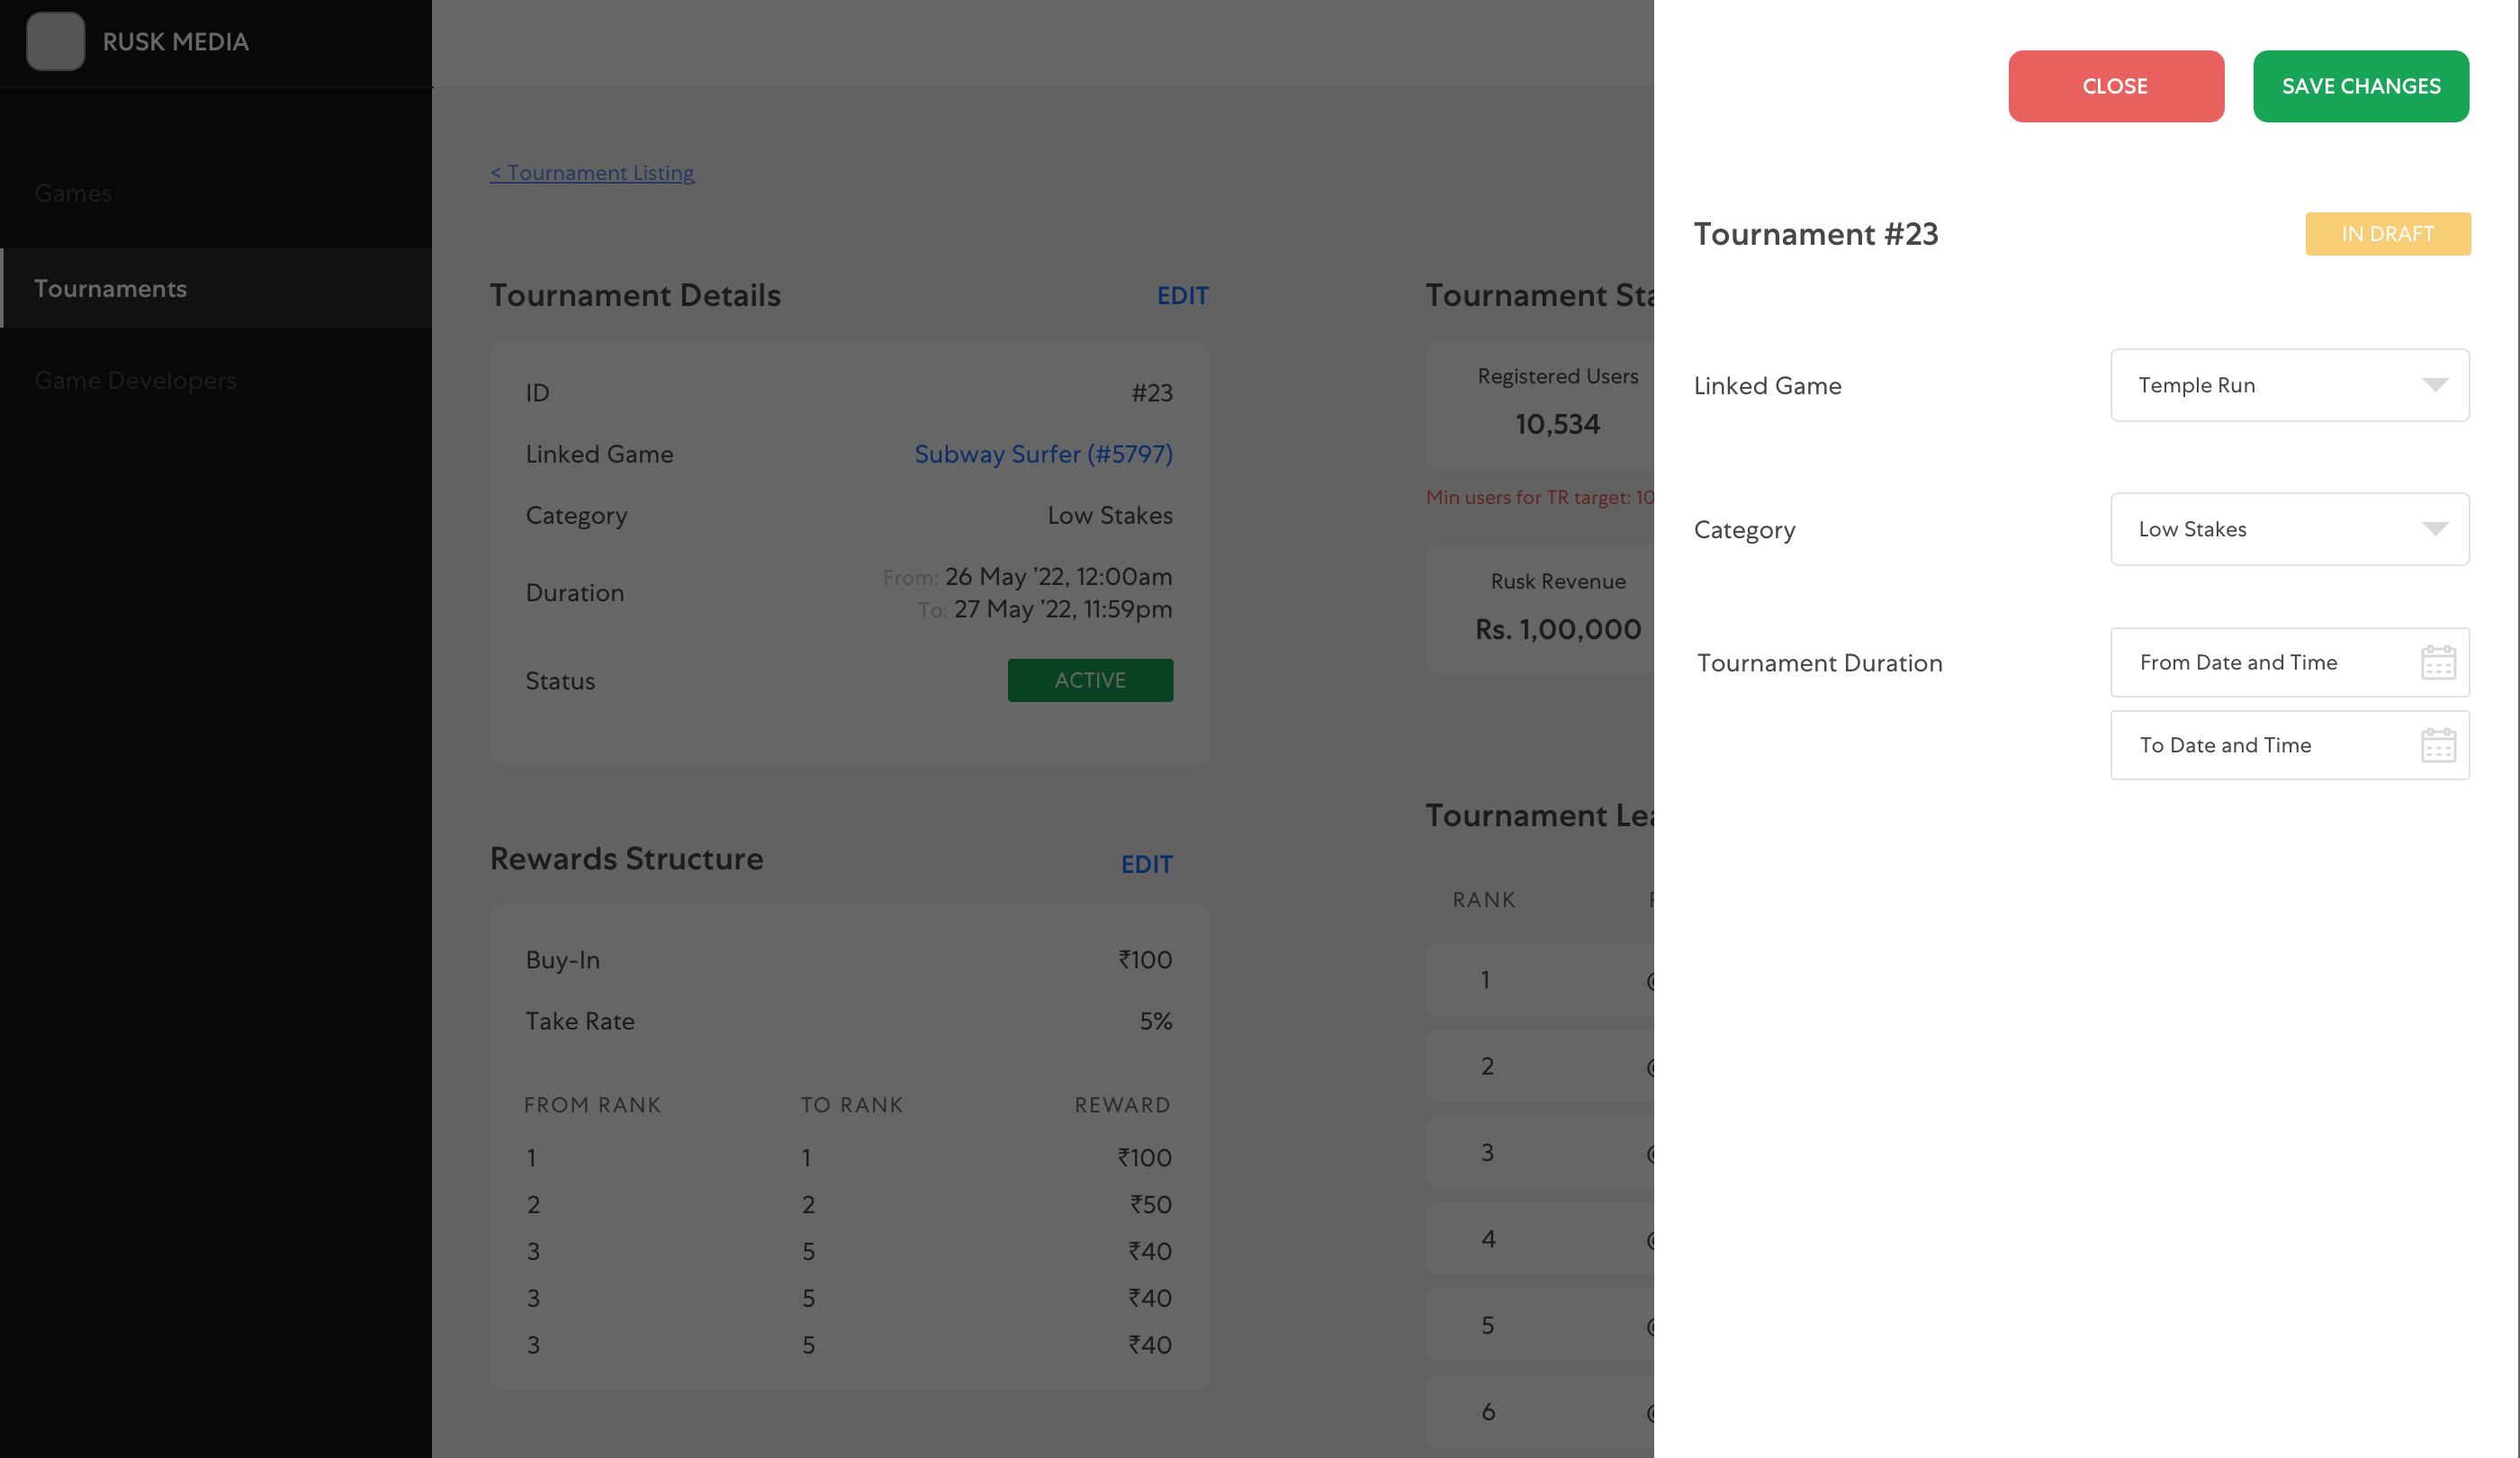 RUSK MEDIA
Games
Tournaments
Game Developers
< Tournament Listing
Tournament Details
EDIT
ID
#23
Linked Game
Subway Surfer (#5797)
Category
Low Stakes
Duration
From: 26 May ’22, 12:00am
To: 27 May ’22, 11:59pm
Status
ACTIVE
Rewards Structure
EDIT
Buy-In
₹100
Take Rate
5%
FROM RANK TO RANK REWARD
1 1 ₹100
2 2 ₹50
3 5 ₹40
3 5 ₹40
3 5 ₹40
Tournament
Registered Users
10,534
Min users for TR target:
Rusk Revenue
Rs. 1,00,000
Tournament
RANK
1
2
3
4
5
6
CLOSE
SAVE CHANGES
Tournament #23
IN DRAFT
Linked Game
Temple Run
Category
Low Stakes
Tournament Duration
From Date and Time
To Date and Time